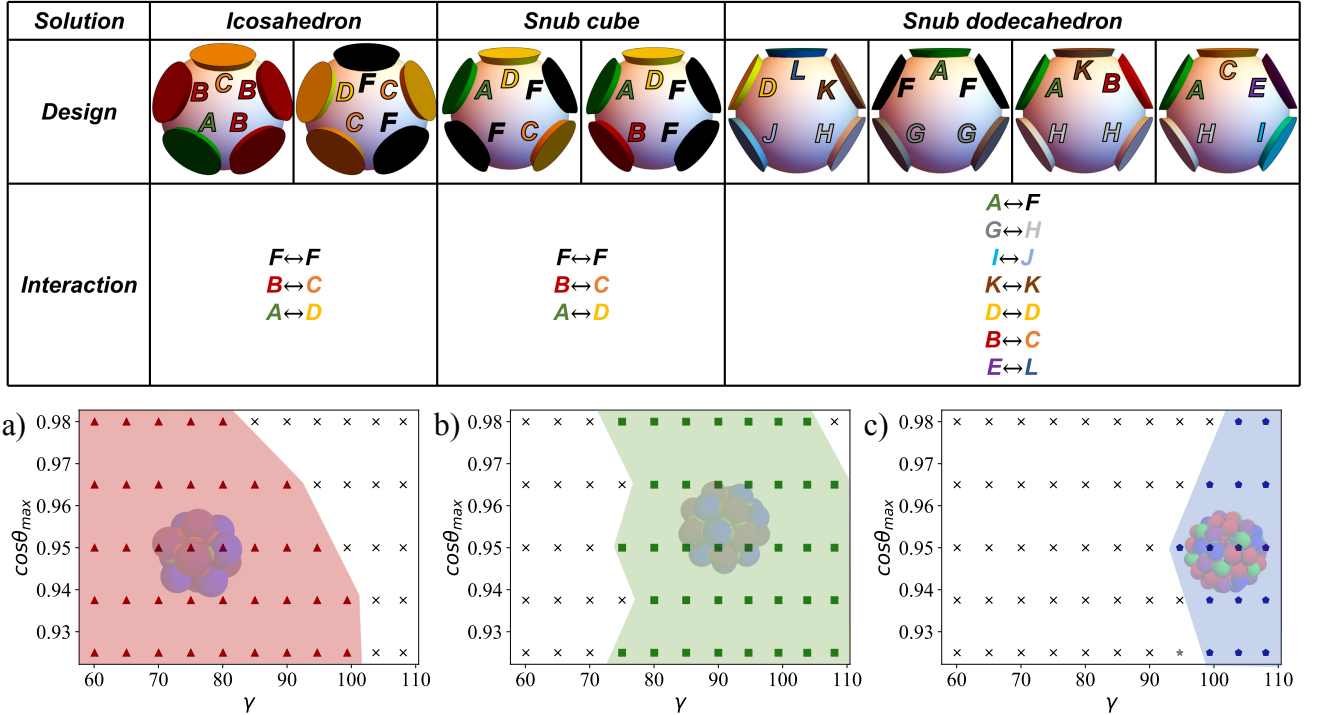 Solution Icosahedron Snub cube Snub dodecahedron
Design
B C B A B
D F C C F
A D F F C
A D F B F
D L K J H
F A F G G
A K B H H
A C E H I
Interaction
F↔F
B↔C
A↔D
F↔F
B↔C
A↔D
A↔F
G↔H
I↔J
K↔K
D↔D
B↔C
E↔L
a)
cosθmax
0.98
0.97
0.96
0.95
0.94
0.93
60 70 80 90 100 110
γ
b)
cosθmax
0.98
0.97
0.96
0.95
0.94
0.93
60 70 80 90 100 110
γ
c)
cosθmax
0.98
0.97
0.96
0.95
0.94
0.93
60 70 80 90 100 110
γ